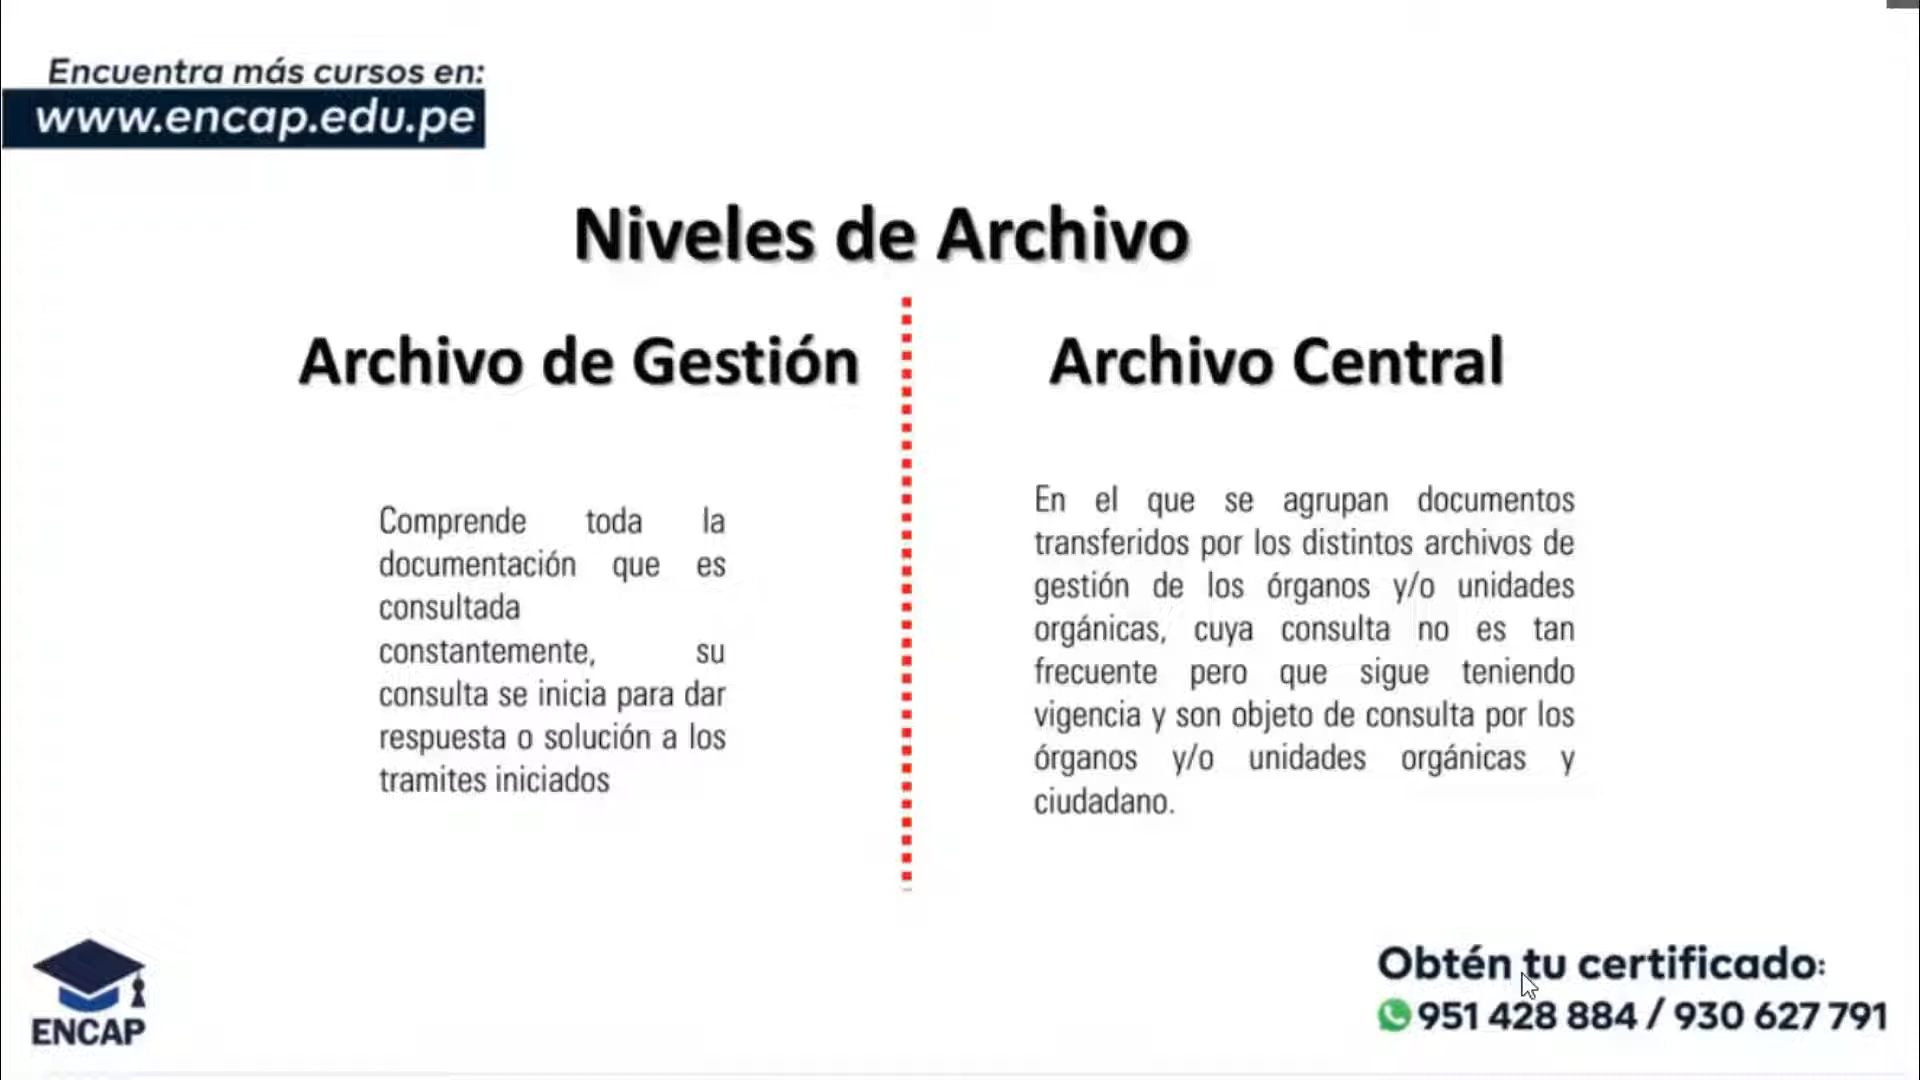 Encuentra más cursos en:
www.encap.edu.pe
Niveles de Archivo
Archivo de Gestión
Comprende toda la
documentación que es
consultada
constantemente, su
consulta se inicia para dar
respuesta o solución a los
tramites iniciados
Archivo Central
En el que se agrupan documentos
transferidos por los distintos archivos de
gestión de los órganos y/o unidades
orgánicas, cuya consulta no es tan
frecuente pero que sigue teniendo
vigencia y son objeto de consulta por los
órganos y/o unidades orgánicas y
ciudadano.
ENCAP
Obtén tu certificado:
951 428 884 / 930 627 791